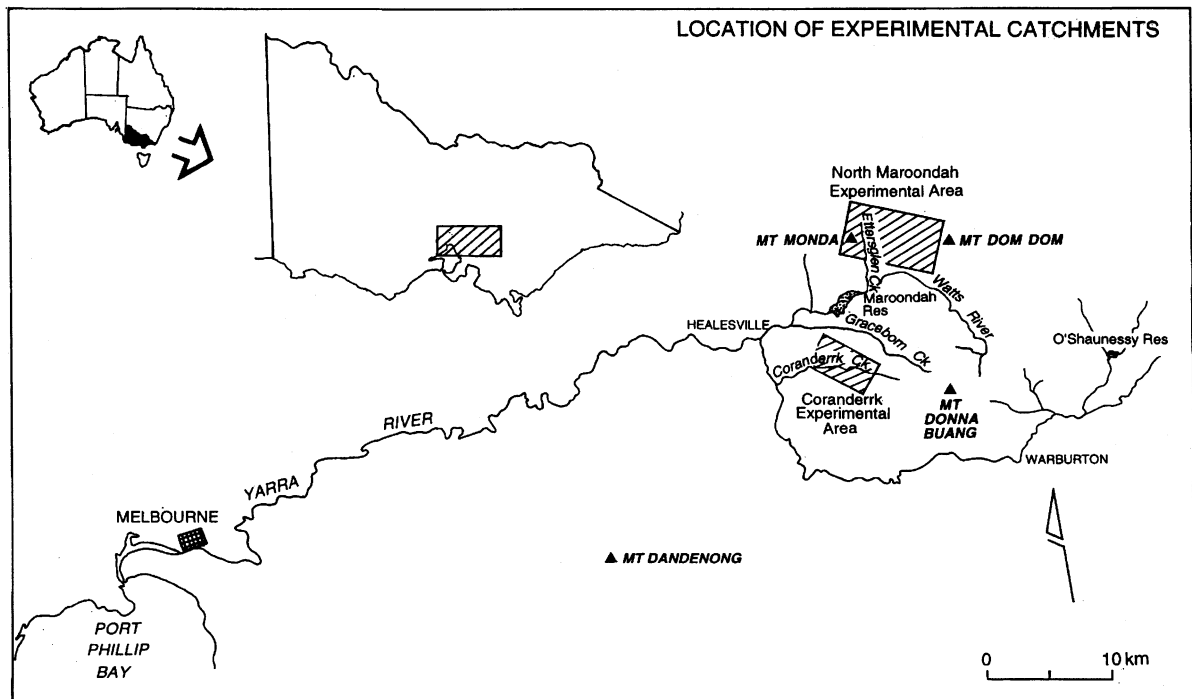 LOCATION OF EXPERIMENTAL CATCHMENTS
North Maroondah
Experimental Area
MT MONDA
Ettersglen Ck
MT DOM DOM
Maroondah
Res
Watts River
HEALESVILLE
Graceborn Ck
O'Shaunessy Res
Coranderrk Ck.
Coranderrk
Experimental
Area
MT
DONNA
BUANG
WARBURTON
YARRA RIVER
MELBOURNE
MT DANDENONG
PORT
PHILLIP
BAY
0 10 km